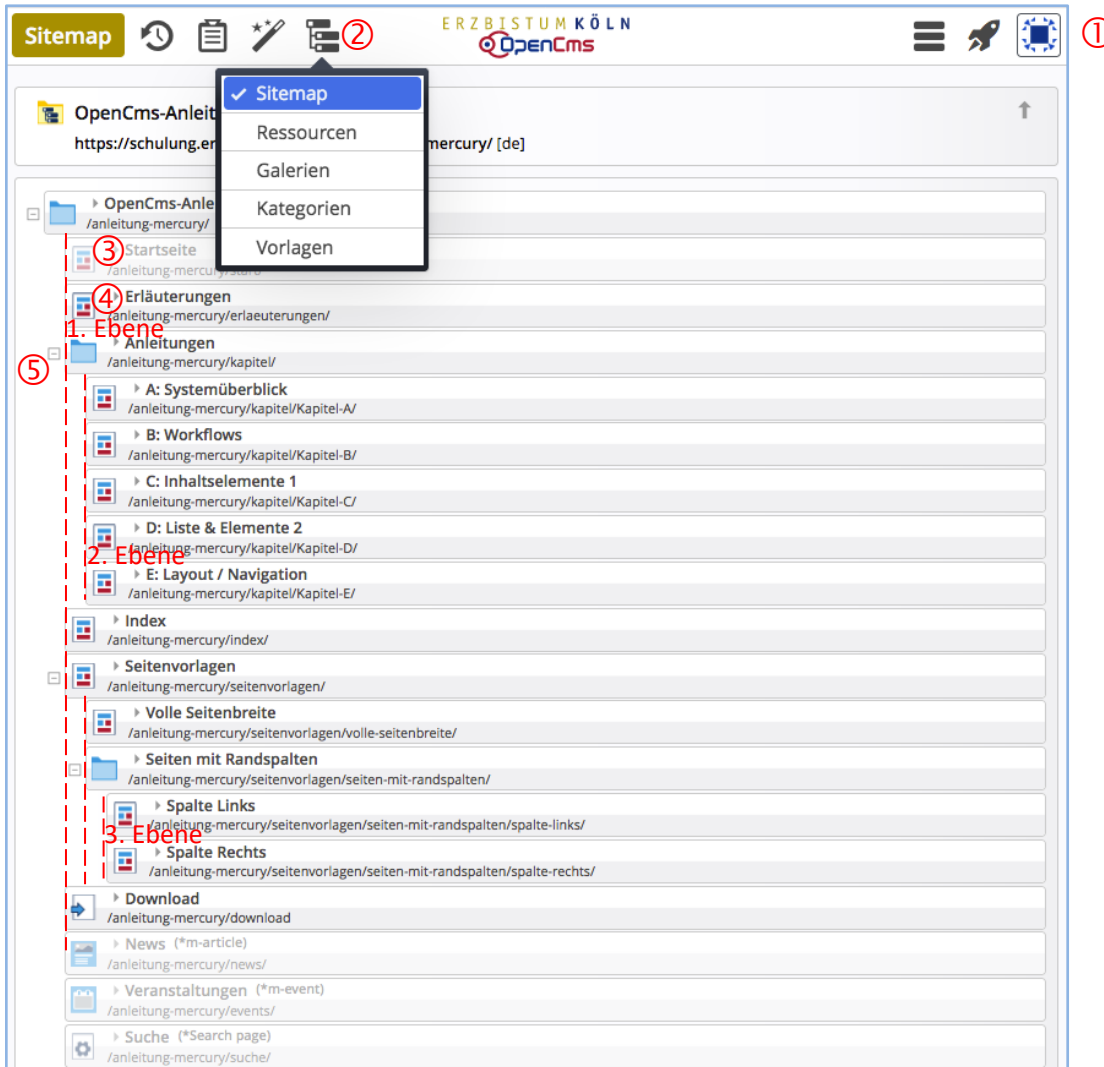 Sitemap
②
ERZBISTUM KÖLN
OpenCms
①
✓ Sitemap
Ressourcen
Galerien
Kategorien
Vorlagen
OpenCms-Anleit
https://schulung.er mercury/ [de]
OpenCms-Anle
/anleitung-mercury/
③
Startseite
/anleitung-mercury/start/
④
Erläuterungen
/anleitung-mercury/erlaeuterungen/
1. Ebene
⑤
Anleitungen
/anleitung-mercury/kapitel/
A: Systemüberblick
/anleitung-mercury/kapitel/Kapitel-A/
B: Workflows
/anleitung-mercury/kapitel/Kapitel-B/
C: Inhaltselemente 1
/anleitung-mercury/kapitel/Kapitel-C/
D: Liste & Elemente 2
/anleitung-mercury/kapitel/Kapitel-D/
2. Ebene
E: Layout / Navigation
/anleitung-mercury/kapitel/Kapitel-E/
Index
/anleitung-mercury/index/
Seitenvorlagen
/anleitung-mercury/seitenvorlagen/
Volle Seitenbreite
/anleitung-mercury/seitenvorlagen/volle-seitenbreite/
Seiten mit Randspalten
/anleitung-mercury/seitenvorlagen/seiten-mit-randspalten/
Spalte Links
/anleitung-mercury/seitenvorlagen/seiten-mit-randspalten/spalte-links/
3. Ebene
Spalte Rechts
/anleitung-mercury/seitenvorlagen/seiten-mit-randspalten/spalte-rechts/
Download
/anleitung-mercury/download
News (*m-article)
/anleitung-mercury/news/
Veranstaltungen (*m-event)
/anleitung-mercury/events/
Suche (*Search page)
/anleitung-mercury/suche/